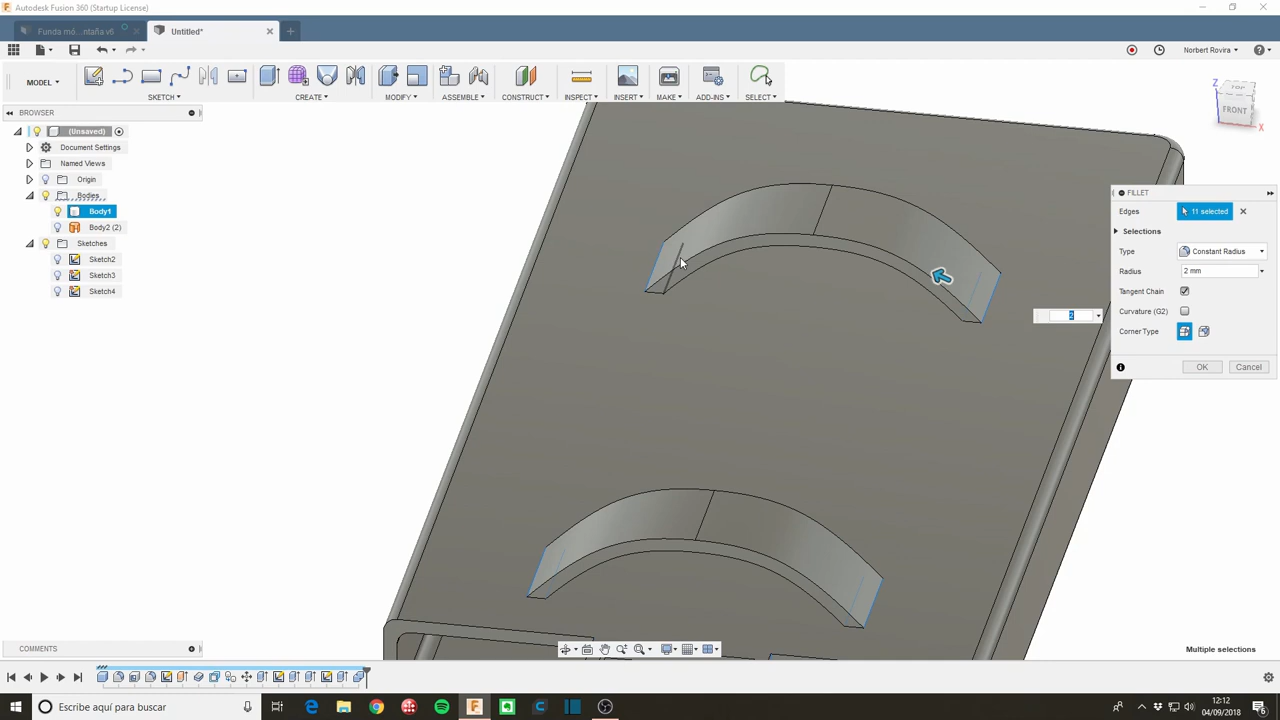 Autodesk Fusion 360 (Startup License)
Funda mó...ntaña v6
Untitled*
Norbert Rovira
MODEL
SKETCH
CREATE
MODIFY
ASSEMBLE
CONSTRUCT
INSPECT
INSERT
MAKE
ADD-INS
SELECT
BROWSER
(Unsaved)
Document Settings
Named Views
Origin
Bodies
Body1
Body2 (2)
Sketches
Sketch2
Sketch3
Sketch4
Z
TOP
FRONT
X
FILLET
Edges
11 selected
Selections
Type
Constant Radius
Radius
2 mm
Tangent Chain
Curvature (G2)
Corner Type
OK
Cancel
2
COMMENTS
Multiple selections
Escribe aquí para buscar
12:12
04/09/2018
6